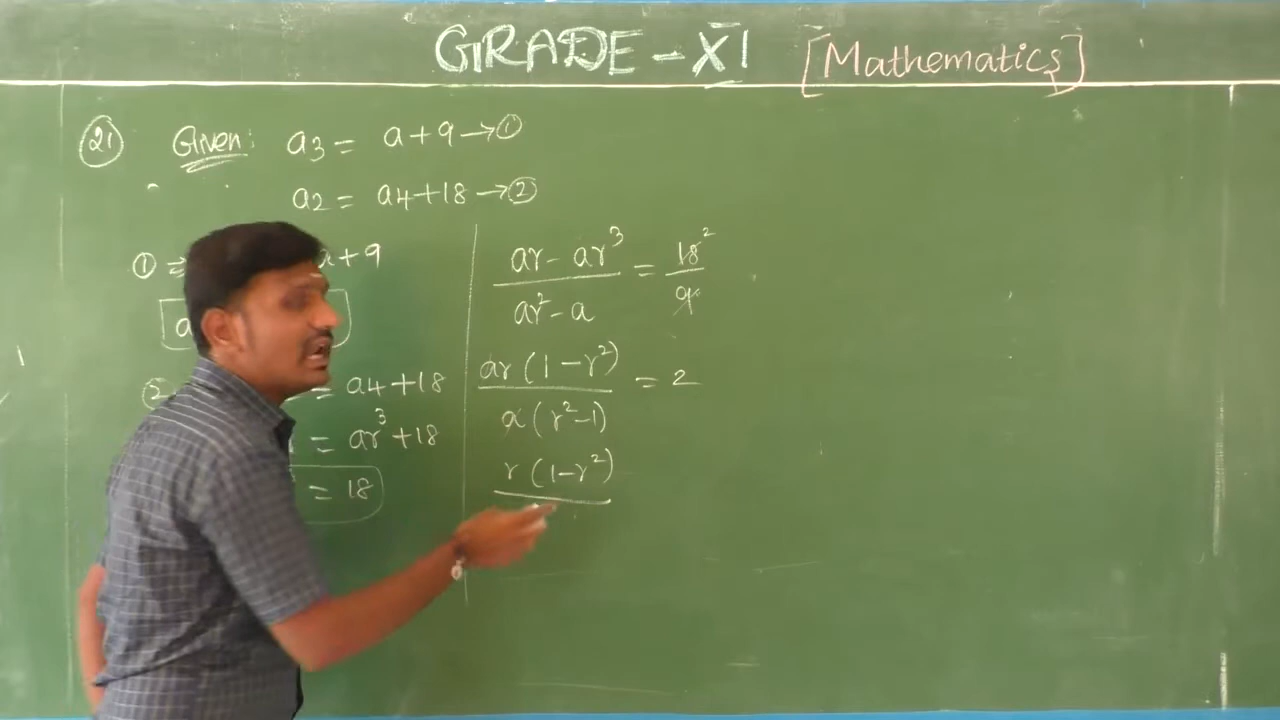 GRADE - XI [Mathematics]
21 Given: a3 = a+9 → ①
a2 = a4+18 → ②
① ⇒ a+9
a
② = a4+18
= ar³+18
= 18
ar - ar³ / ar² - a = 18² / 9
ar(1-r²) / a(r²-1) = 2
r(1-r²)